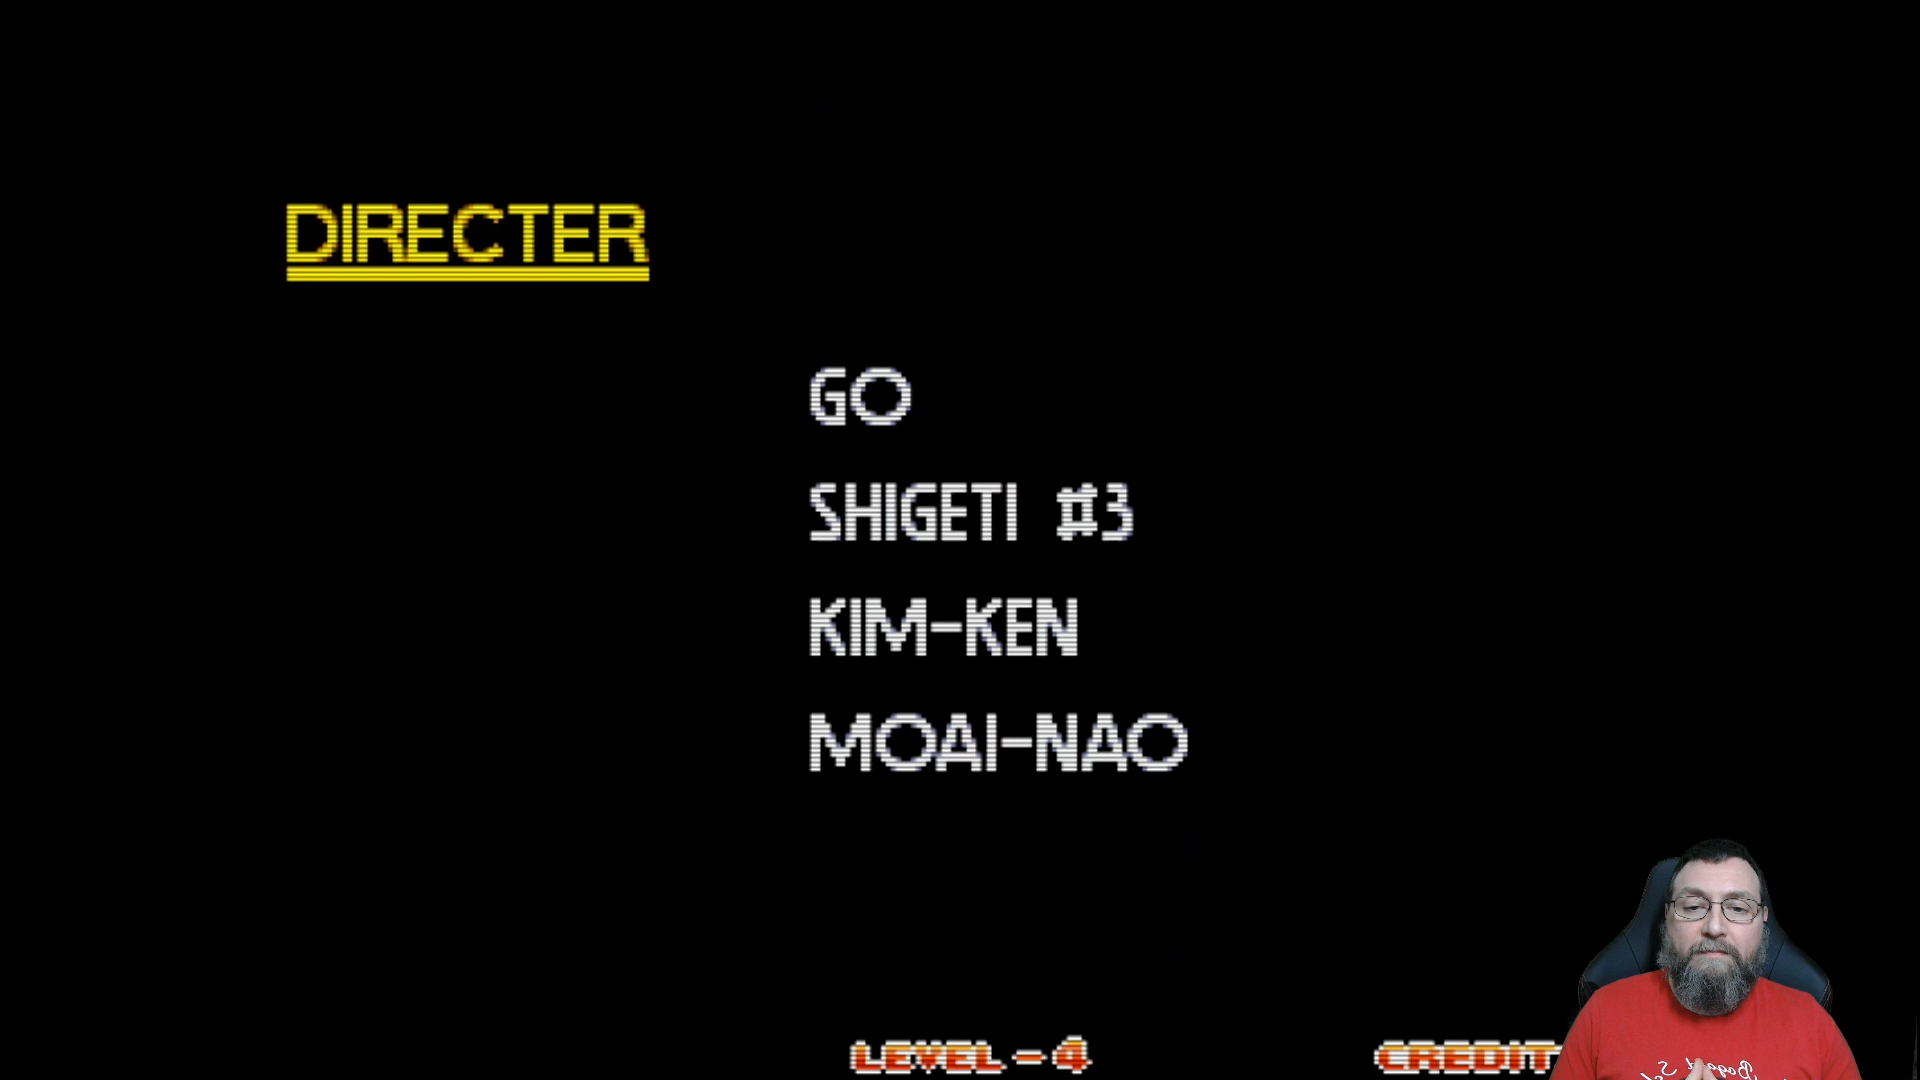 DIRECTER
GO
SHIGETI #3
KIM-KEN
MOAI-NAO
LEVEL-4
CREDIT